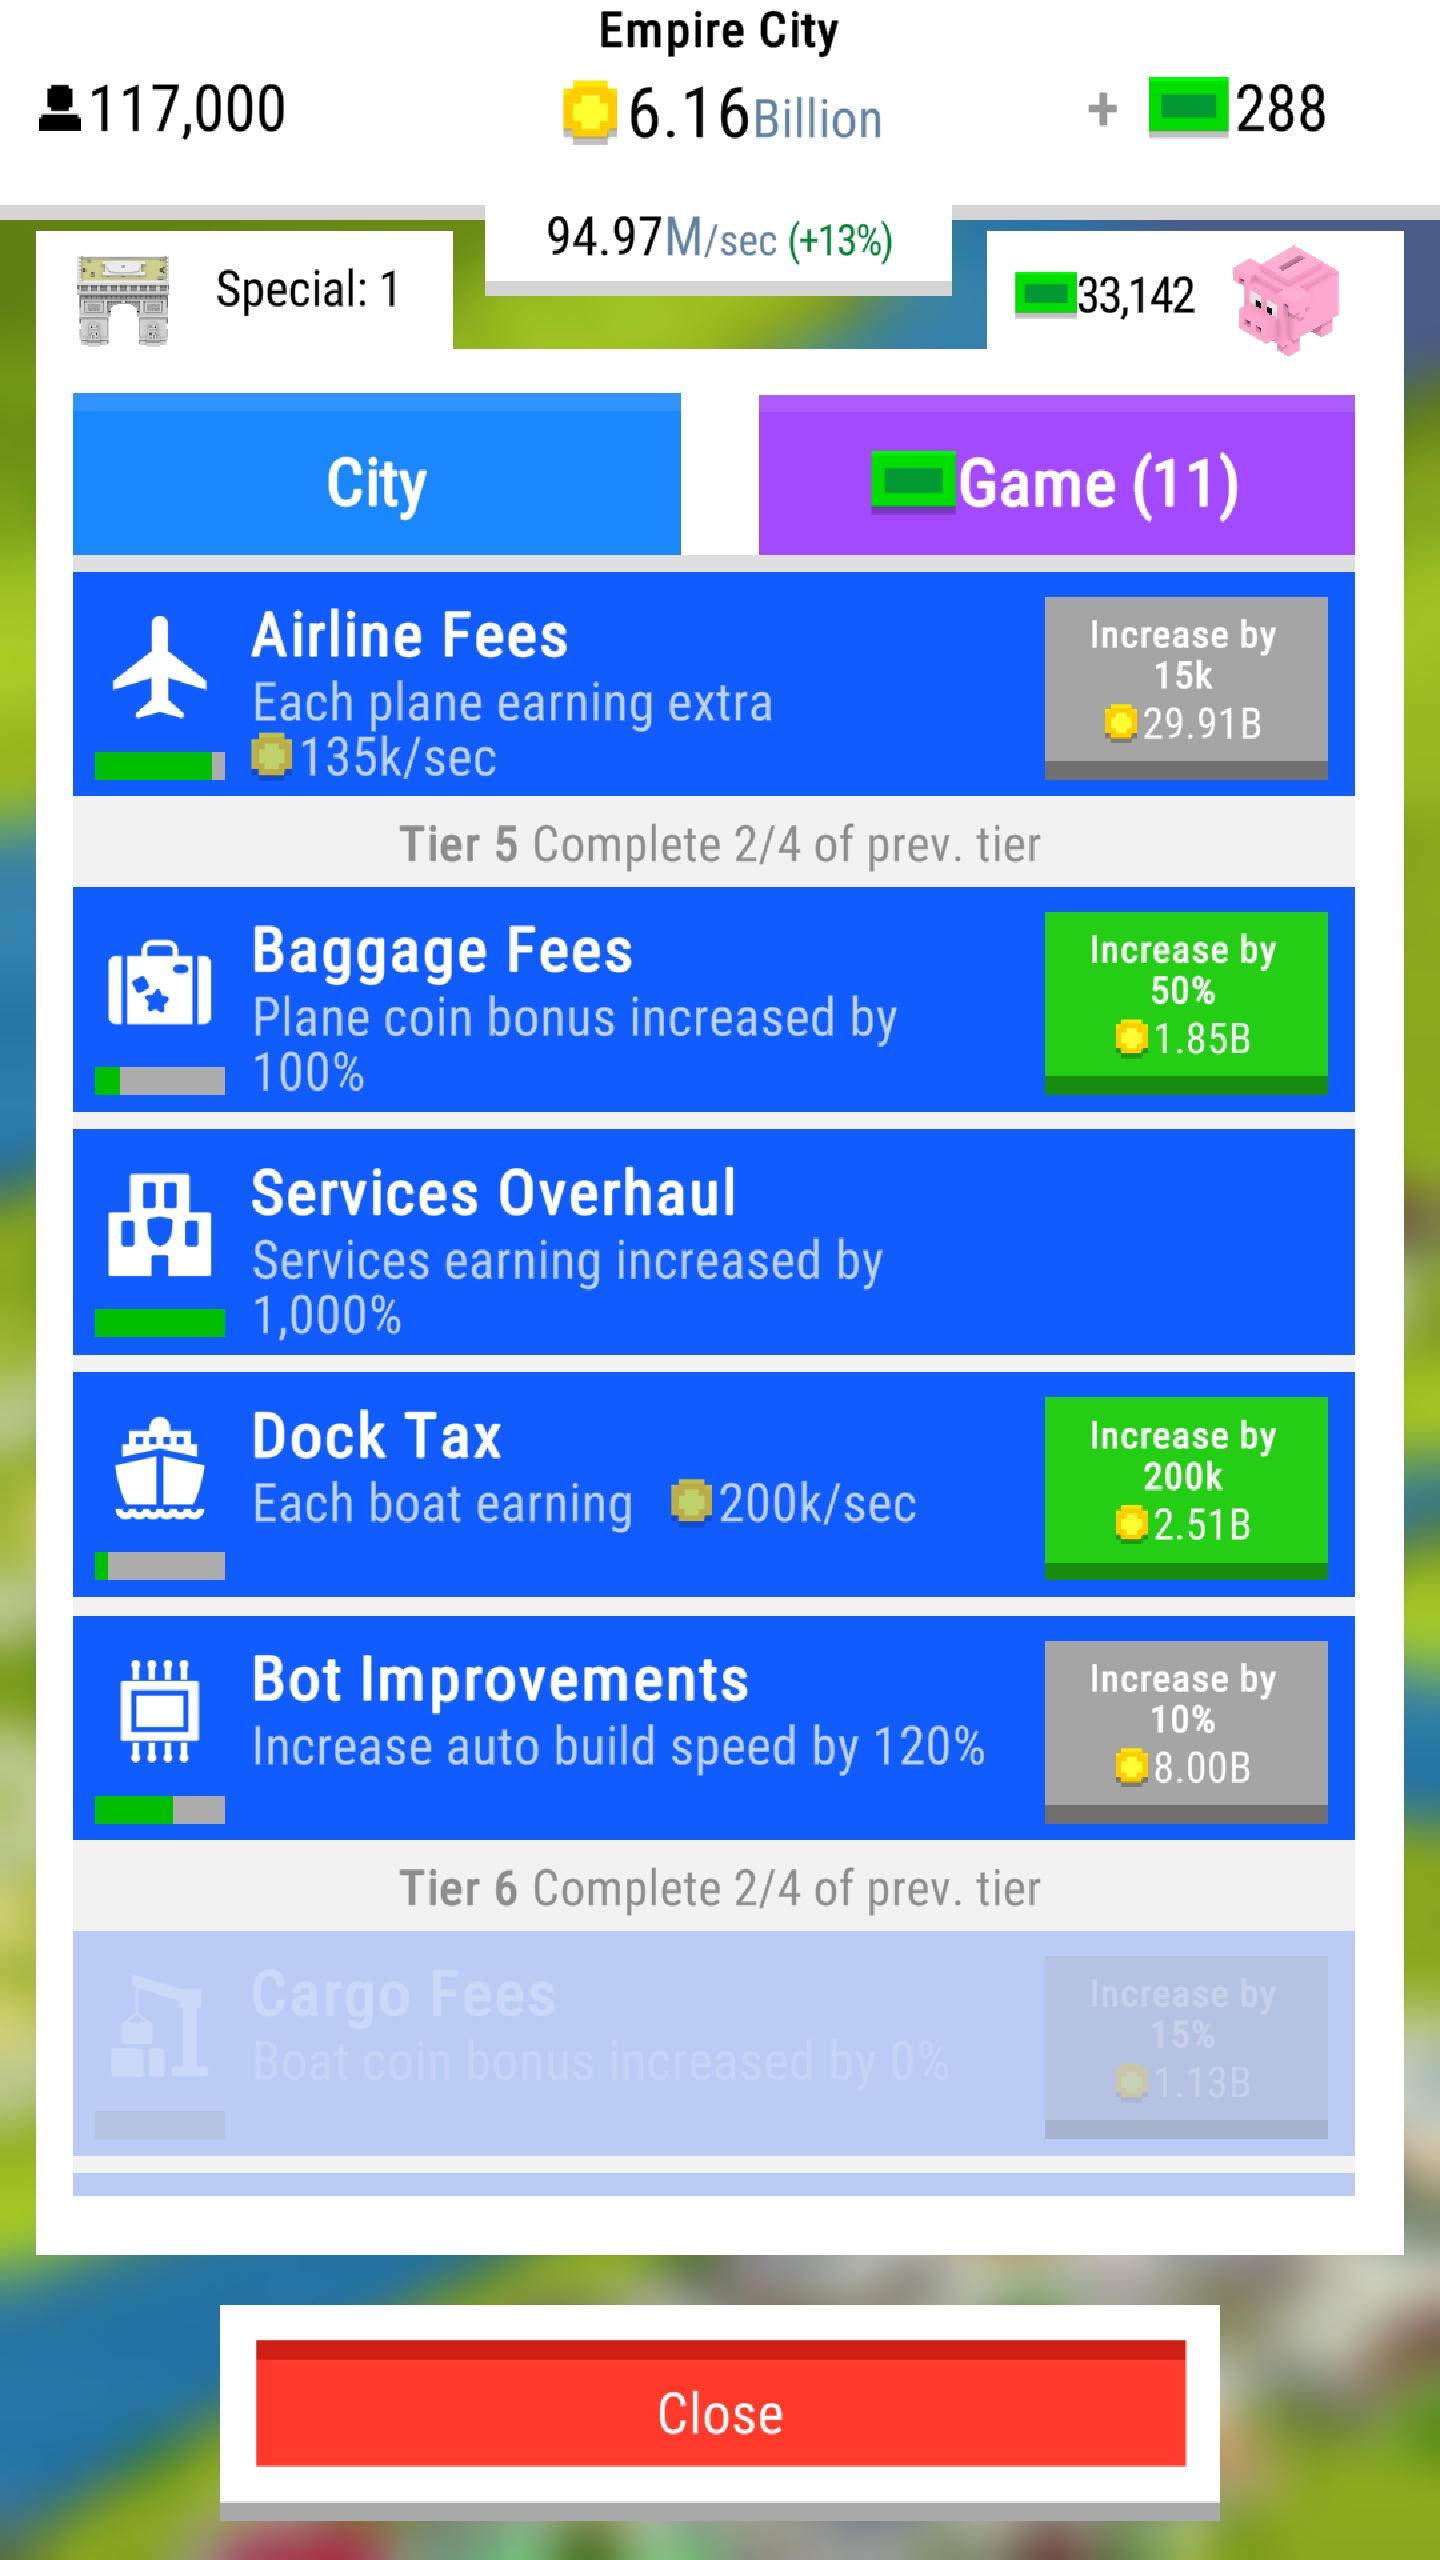 Empire City
117,000
6.16Billion
+ 288
94.97M/sec (+13%)
Special: 1
33,142
City
Game (11)
Airline Fees
Each plane earning extra
135k/sec
Increase by
15k
29.91B
Tier 5 Complete 2/4 of prev. tier
Baggage Fees
Plane coin bonus increased by
100%
Increase by
50%
1.85B
Services Overhaul
Services earning increased by
1,000%
Dock Tax
Each boat earning 200k/sec
Increase by
200k
2.51B
Bot Improvements
Increase auto build speed by 120%
Increase by
10%
8.00B
Tier 6 Complete 2/4 of prev. tier
Cargo Fees
Boat coin bonus increased by 0%
Increase by
15%
1.13B
Close